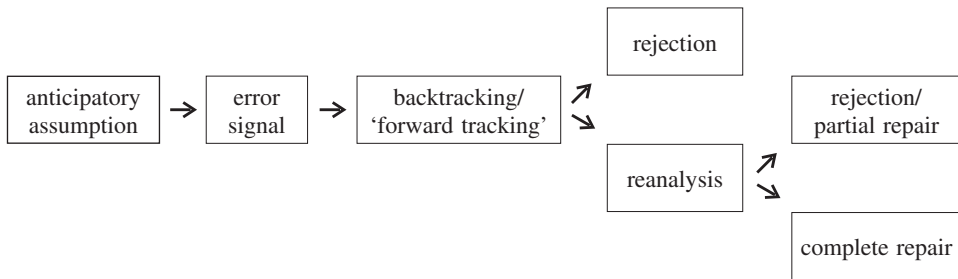 anticipatory
assumption
error
signal
backtracking/
‘forward tracking’
rejection
reanalysis
rejection/
partial repair
complete repair